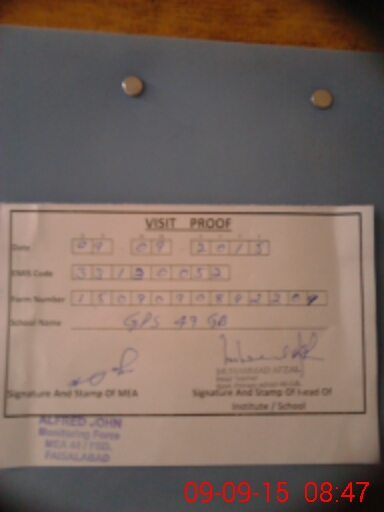 VISIT PROOF
Date 09 09 2015
EMIS Code 33130052
Form Number
School Name GPS 49 GB
MUHAMMAD AFZAL
Signature And Stamp Of MEA Signature And Stamp Of Head Of
Institute / School
ALFRED JOHN
Monitoring Force
FAISALABAD
09-09-15 08:47